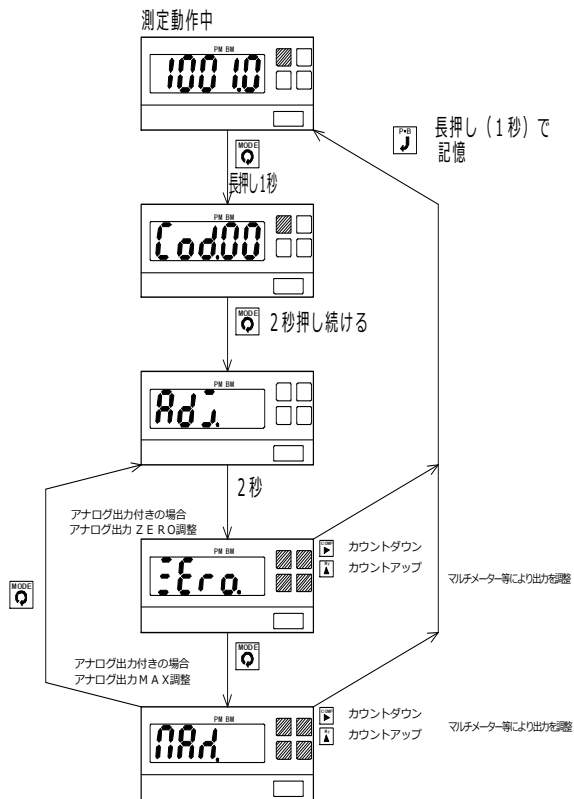 測定動作中
PM BM
1001.0
P•B
長押し（1秒）で
記憶
MODE
長押し1秒
PM BM
Cod.00
MODE
2秒押し続ける
PM BM
Adj.
2秒
アナログ出力付きの場合
アナログ出力ZERO調整
PM BM
ZEro.
COMP
カウントダウン
By
カウントアップ
マルチメーター等により出力を調整
MODE
MODE
アナログ出力付きの場合
アナログ出力MAX調整
PM BM
COMP
カウントダウン
By
カウントアップ
マルチメーター等により出力を調整